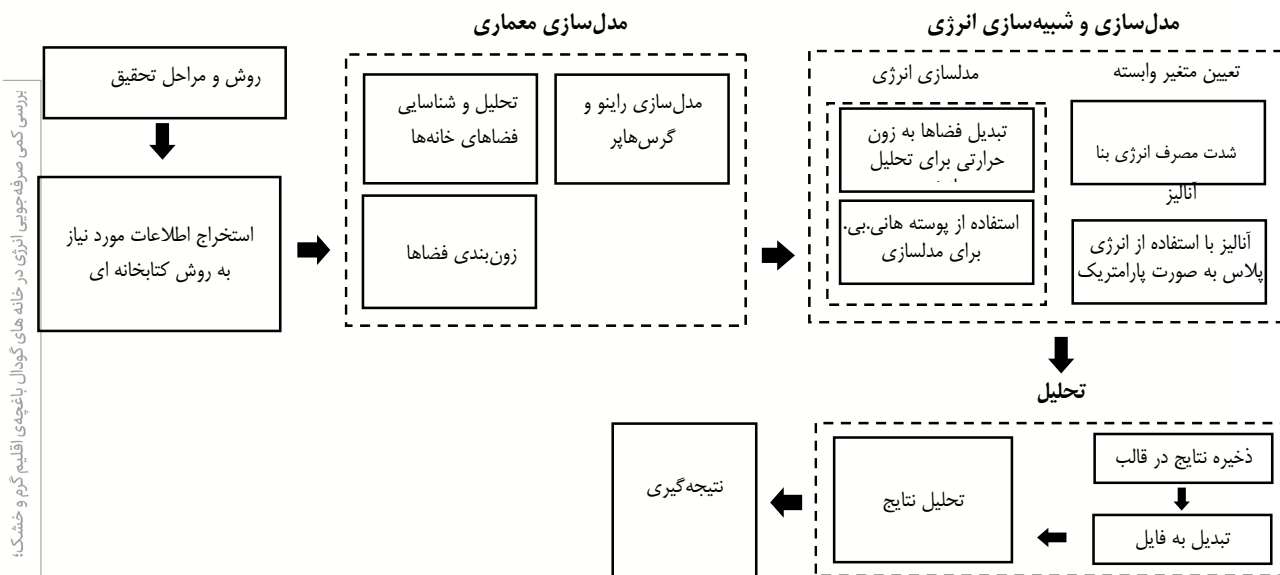 مدل‌سازی معماری
مدل‌سازی و شبیه‌سازی انرژی
روش و مراحل تحقیق
استخراج اطلاعات مورد نیاز
به روش کتابخانه ای
تحلیل و شناسایی
فضاهای خانه‌ها
مدل‌سازی راینو و
گرس‌هاپر
زون‌بندی فضاها
مدلسازی انرژی
تبدیل فضاها به زون
حرارتی برای تحلیل
استفاده از پوسته هانی.بی.
برای مدلسازی
تعیین متغیر وابسته
شدت مصرف انرژی بنا
آنالیز
آنالیز با استفاده از انرژی
پلاس به صورت پارامتریک
تحلیل
ذخیره نتایج در قالب
تبدیل به فایل
تحلیل نتایج
نتیجه‌گیری
بررسی کمی صرفه‌جویی انرژی در خانه های گودال باغچه‌ی اقلیم گرم و خشک؛